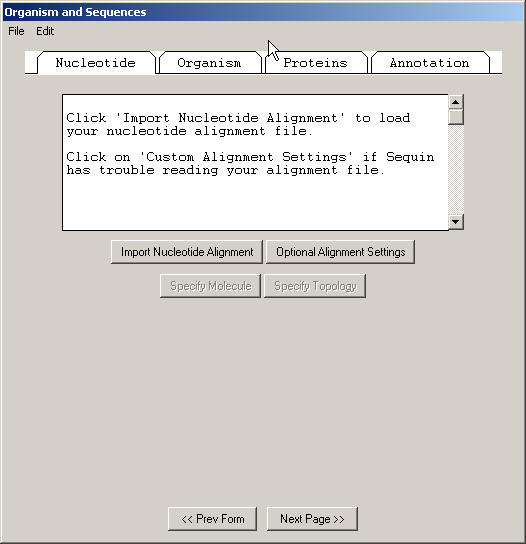 Organism and Sequences
File Edit
Nucleotide Organism Proteins Annotation
Click 'Import Nucleotide Alignment' to load
your nucleotide alignment file.
Click on 'Custom Alignment Settings' if Sequin
has trouble reading your alignment file.
Import Nucleotide Alignment Optional Alignment Settings
Specify Molecule Specify Topology
<< Prev Form Next Page >>